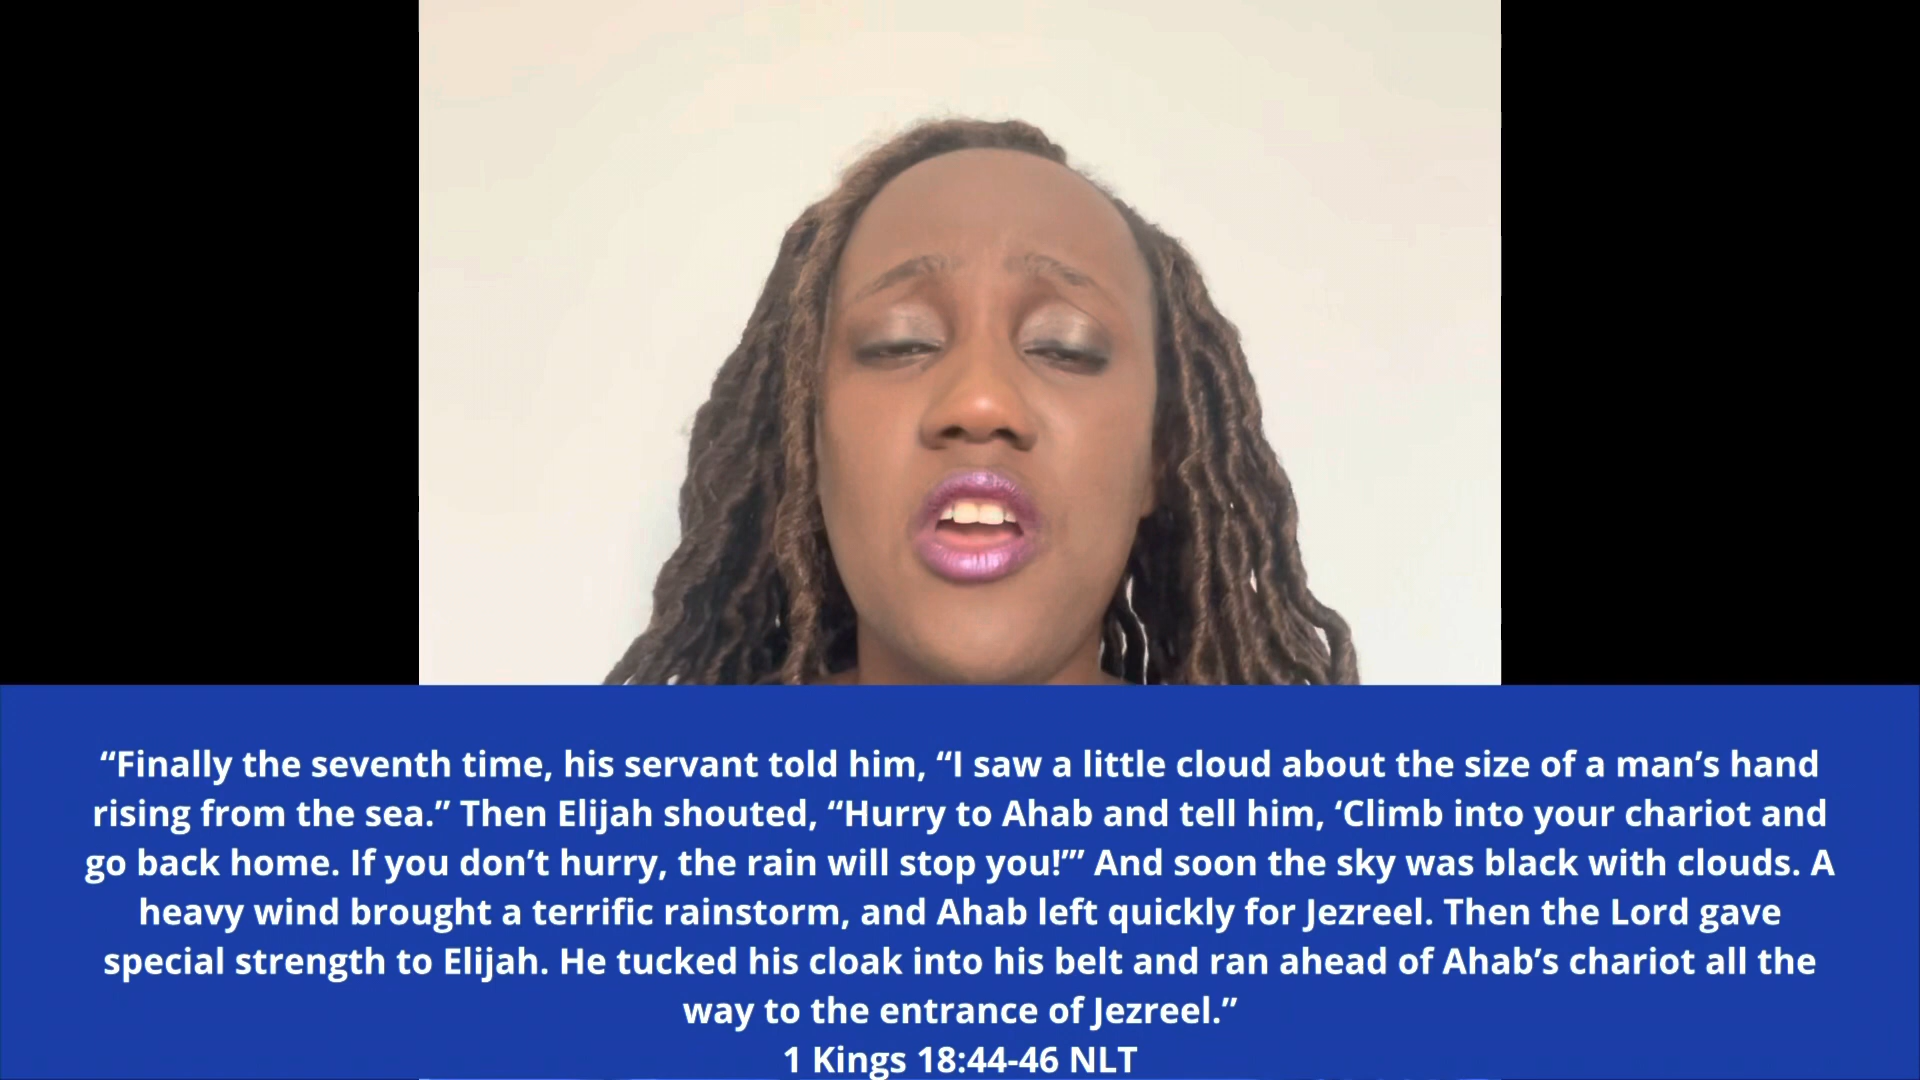 “Finally the seventh time, his servant told him, “I saw a little cloud about the size of a man’s hand
rising from the sea.” Then Elijah shouted, “Hurry to Ahab and tell him, ‘Climb into your chariot and
go back home. If you don’t hurry, the rain will stop you!’” And soon the sky was black with clouds. A
heavy wind brought a terrific rainstorm, and Ahab left quickly for Jezreel. Then the Lord gave
special strength to Elijah. He tucked his cloak into his belt and ran ahead of Ahab’s chariot all the
way to the entrance of Jezreel.”
1 Kings 18:44-46 NLT